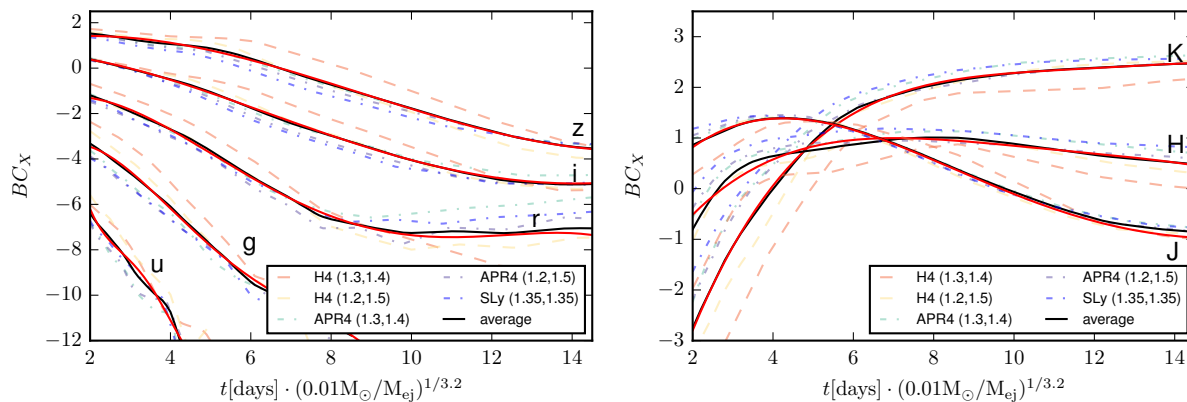 2
0
−2
−4
−6
−8
−10
−12
BC_X
2
4
6
8
10
12
14
t[days] · (0.01M_⊙/M_ej)^{1/3.2}
z
i
r
g
u
H4 (1.3,1.4)
H4 (1.2,1.5)
APR4 (1.3,1.4)
APR4 (1.2,1.5)
SLy (1.35,1.35)
average
3
2
1
0
−1
−2
−3
BC_X
2
4
6
8
10
12
14
t[days] · (0.01M_⊙/M_ej)^{1/3.2}
K
H
J
H4 (1.3,1.4)
H4 (1.2,1.5)
APR4 (1.3,1.4)
APR4 (1.2,1.5)
SLy (1.35,1.35)
average